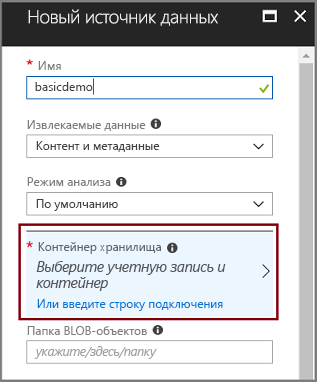 Новый источник данных
* Имя
basicdemo
Извлекаемые данные
Контент и метаданные
Режим анализа
По умолчанию
* Контейнер хранилища
Выберите учетную запись и
контейнер
Или введите строку подключения
Папка BLOB-объектов
укажите/здесь/папку